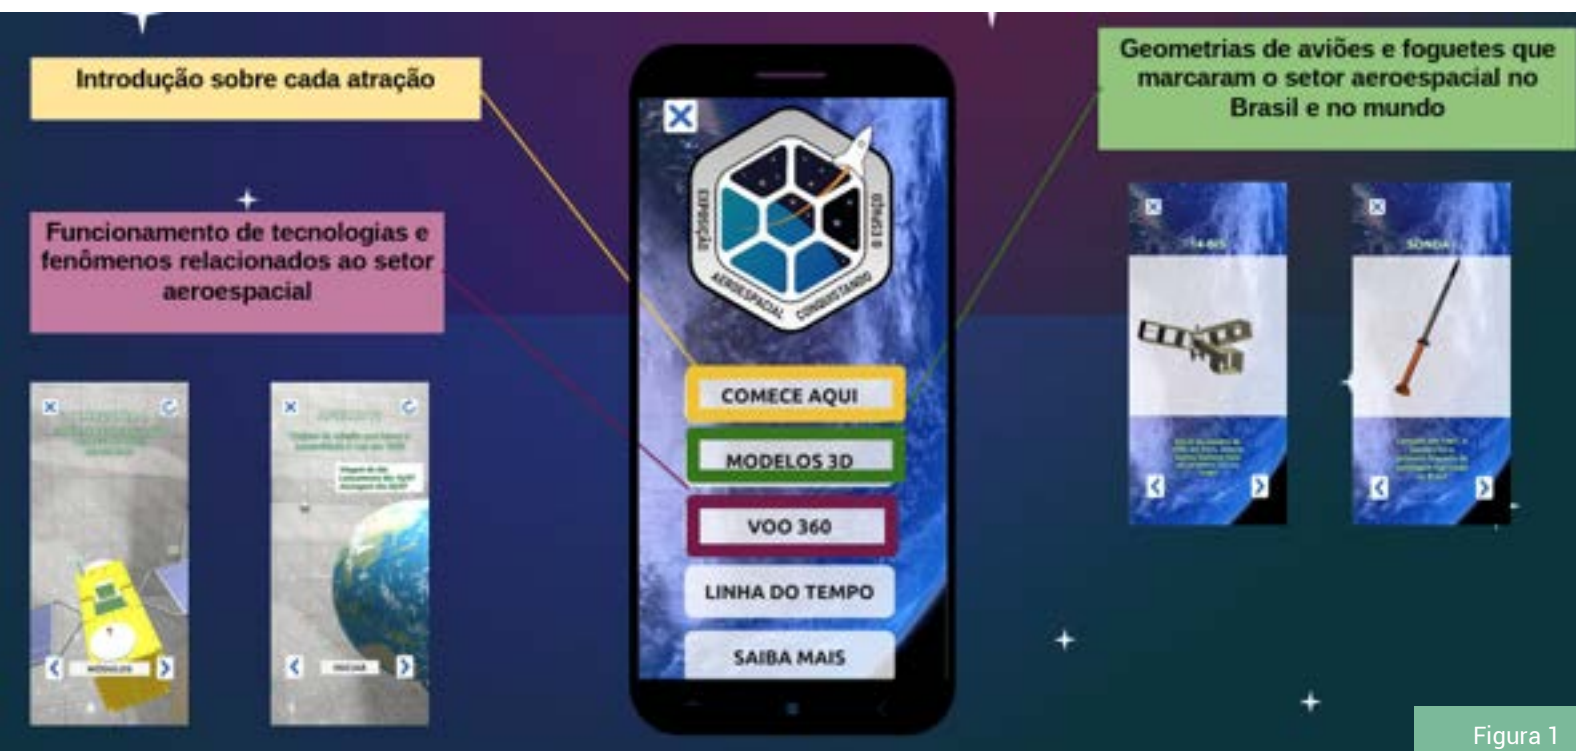 Introdução sobre cada atração
Funcionamento de tecnologias e
fenômenos relacionados ao setor
aeroespacial
Geometrias de aviões e foguetes que
marcaram o setor aeroespacial no
Brasil e no mundo
EXPOSIÇÃO
AEROESPACIAL
CONQUISTANDO
O ESPAÇO
COMECE AQUI
MODELOS 3D
VOO 360
LINHA DO TEMPO
SAIBA MAIS
MÓDULOS
INICIAR
14-BIS
SONDA
Figura 1